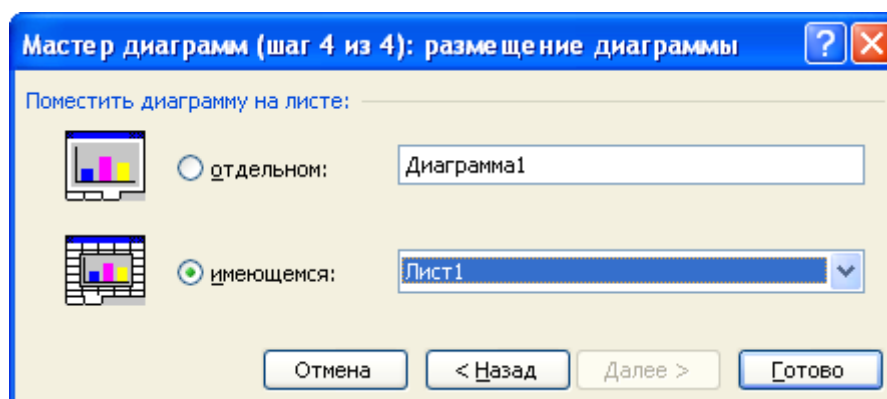 Мастер диаграмм (шаг 4 из 4): размещение диаграммы
Поместить диаграмму на листе:
отдельном: Диаграмма1
имеющемся: Лист1
Отмена < Назад Далее > Готово